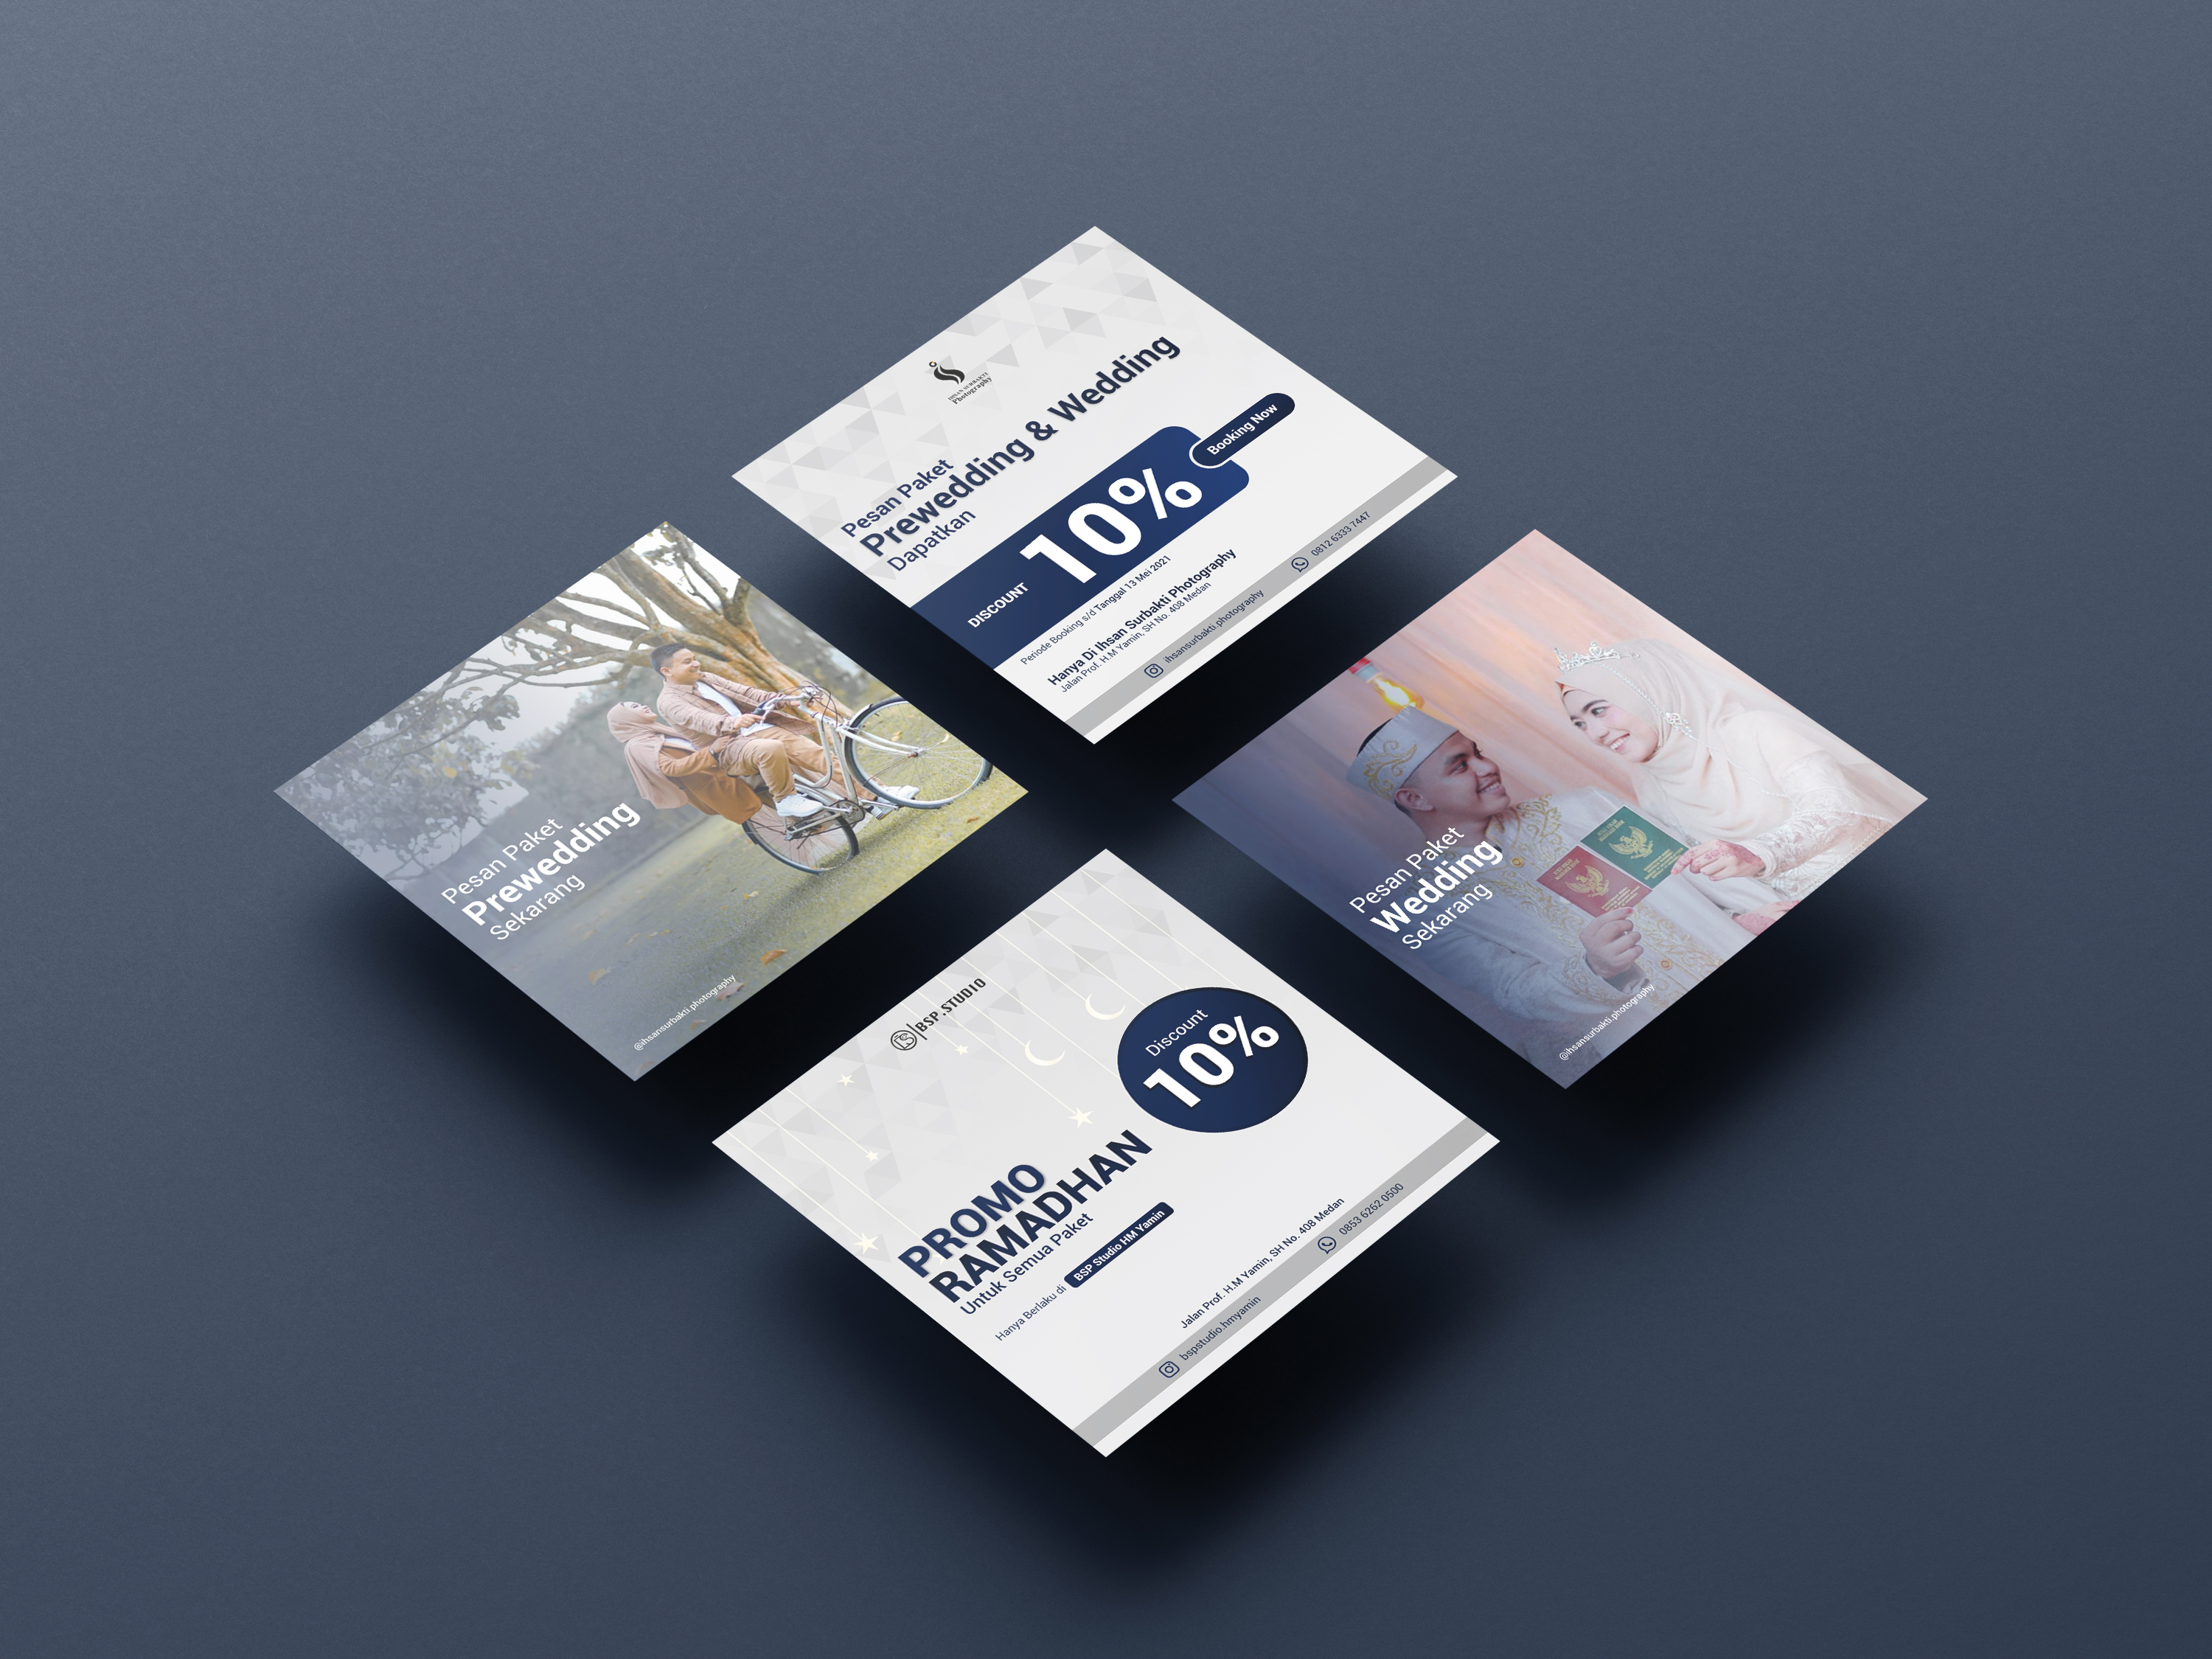 IHSAN SURBAKTI
Photography
Pesan Paket
Prewedding & Wedding
Dapatkan
DISCOUNT 10%
Booking Now
Periode Booking s/d Tanggal 13 Mei 2021
Hanya Di Ihsan Surbakti Photography
Jalan Prof. H.M Yamin, SH No. 408 Medan
ihsansurbakti.photography 0812 6333 7447
Pesan Paket
Prewedding
Sekarang
@ihsansurbakti.photography
Pesan Paket
Wedding
Sekarang
@ihsansurbakti.photography
BSP.STUDIO
Discount
10%
PROMO
RAMADHAN
Untuk Semua Paket
Hanya Berlaku di BSP Studio HM Yamin
Jalan Prof. H.M Yamin, SH No. 408 Medan
bspstudio.hmyamin 0853 6262 0500